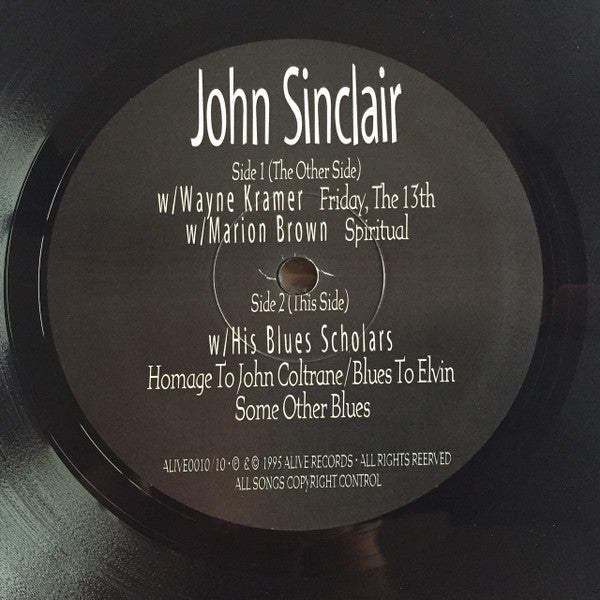 John Sinclair
Side 1 (The Other Side)
w/Wayne Kramer Friday, The 13th
w/Marion Brown Spiritual
Side 2 (This Side)
w/His Blues Scholars
Homage To John Coltrane/Blues To Elvin
Some Other Blues
ALIVE0010/10 • ℗ & © 1995 ALIVE RECORDS • ALL RIGHTS REERVED
ALL SONGS COPYRIGHT CONTROL